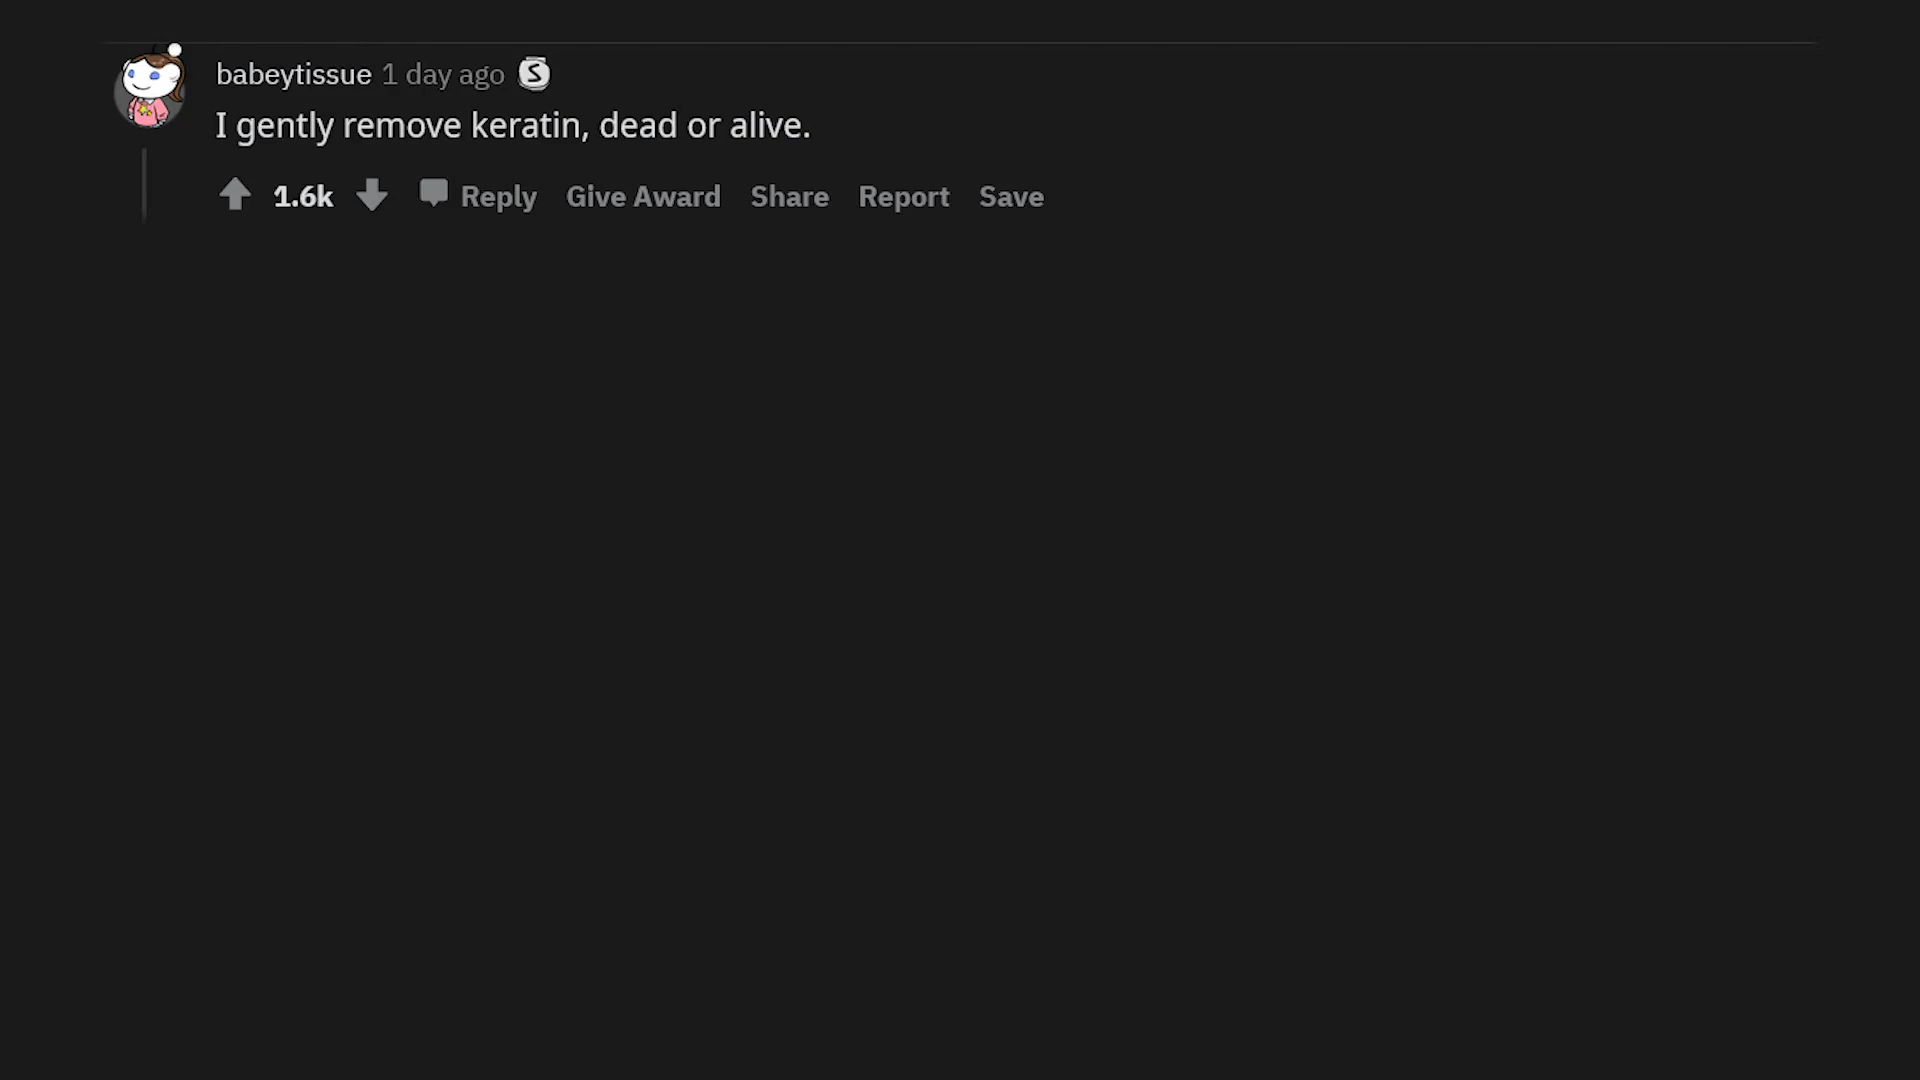 babeytissue 1 day ago S
I gently remove keratin, dead or alive.
1.6k Reply Give Award Share Report Save